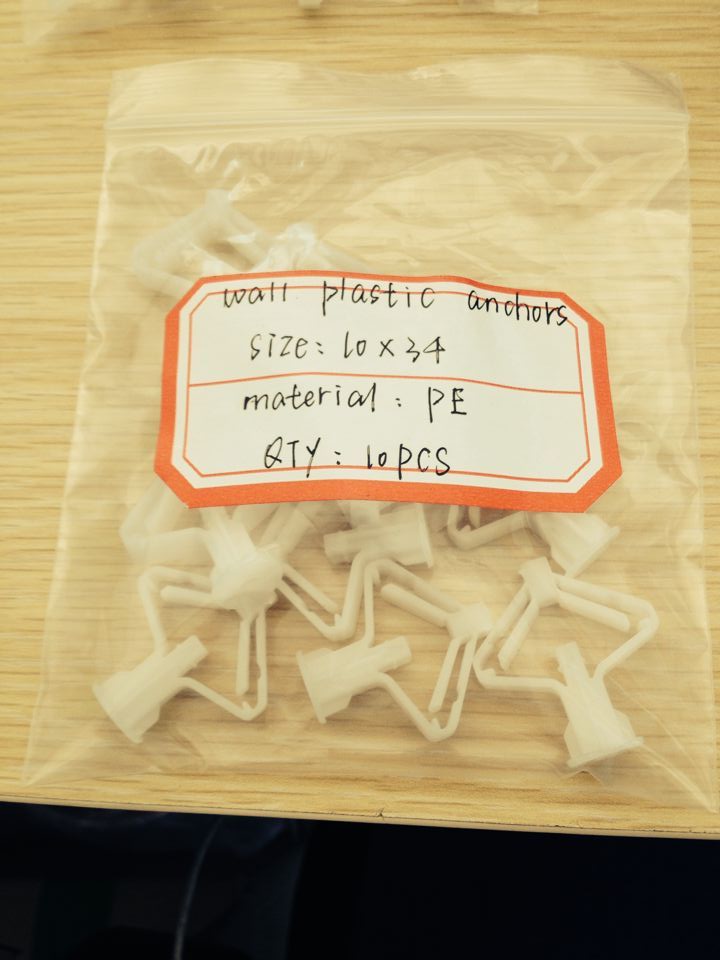 wall plastic anchors
size: 10 x 34
material: PE
QTY: 10pcs